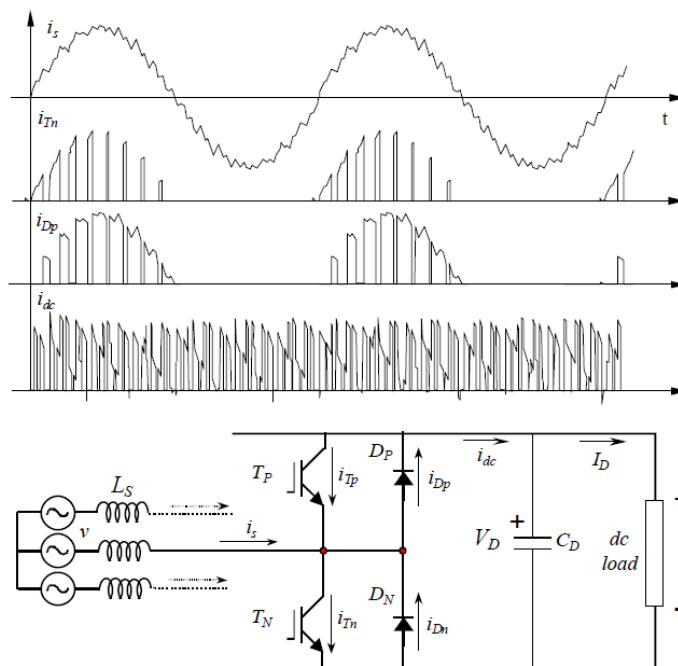 i_s
t
i_Tn
i_Dp
i_dc
T_P
i_Tp
D_P
i_Dp
i_dc
I_D
L_S
v
i_s
V_D
+
C_D
dc
load
T_N
i_Tn
D_N
i_Dn